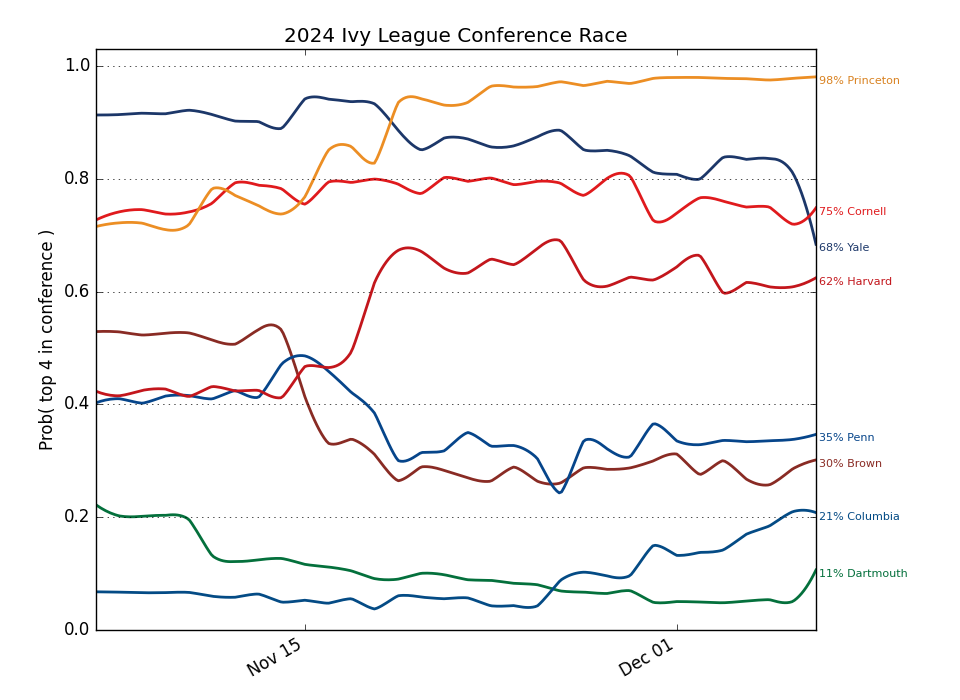 2024 Ivy League Conference Race
Prob( top 4 in conference )
1.0
0.8
0.6
0.4
0.2
0.0
Nov 15
Dec 01
98% Princeton
75% Cornell
68% Yale
62% Harvard
35% Penn
30% Brown
21% Columbia
11% Dartmouth